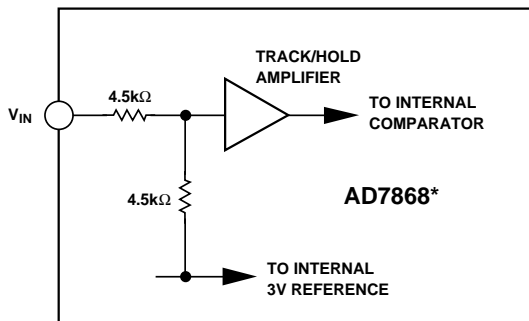 TRACK/HOLD
AMPLIFIER
4.5kΩ
V_IN
TO INTERNAL
COMPARATOR
4.5kΩ
AD7868*
TO INTERNAL
3V REFERENCE